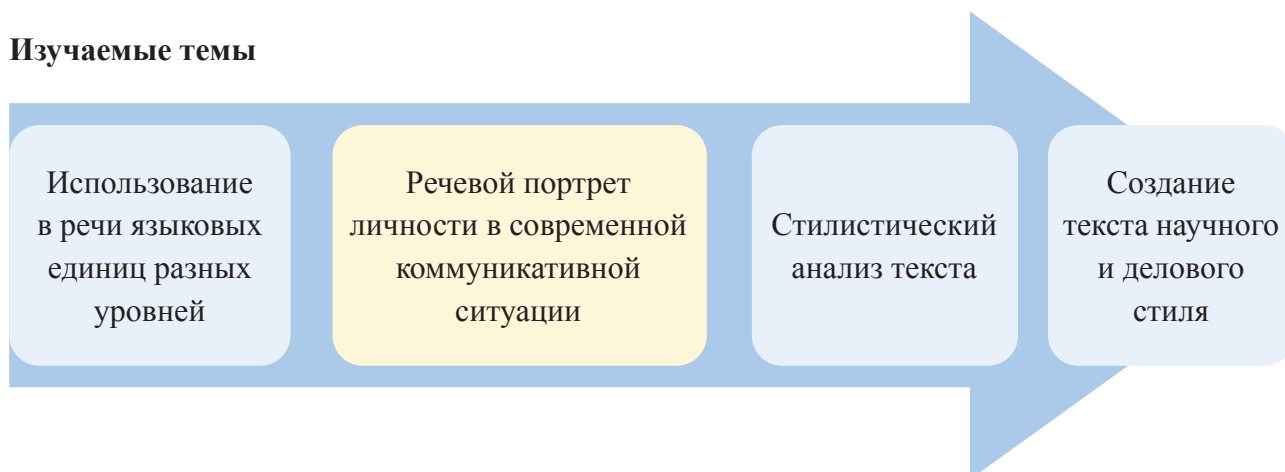 Изучаемые темы
Использование
в речи языковых
единиц разных
уровней
Речевой портрет
личности в современной
коммуникативной
ситуации
Стилистический
анализ текста
Создание
текста научного
и делового
стиля